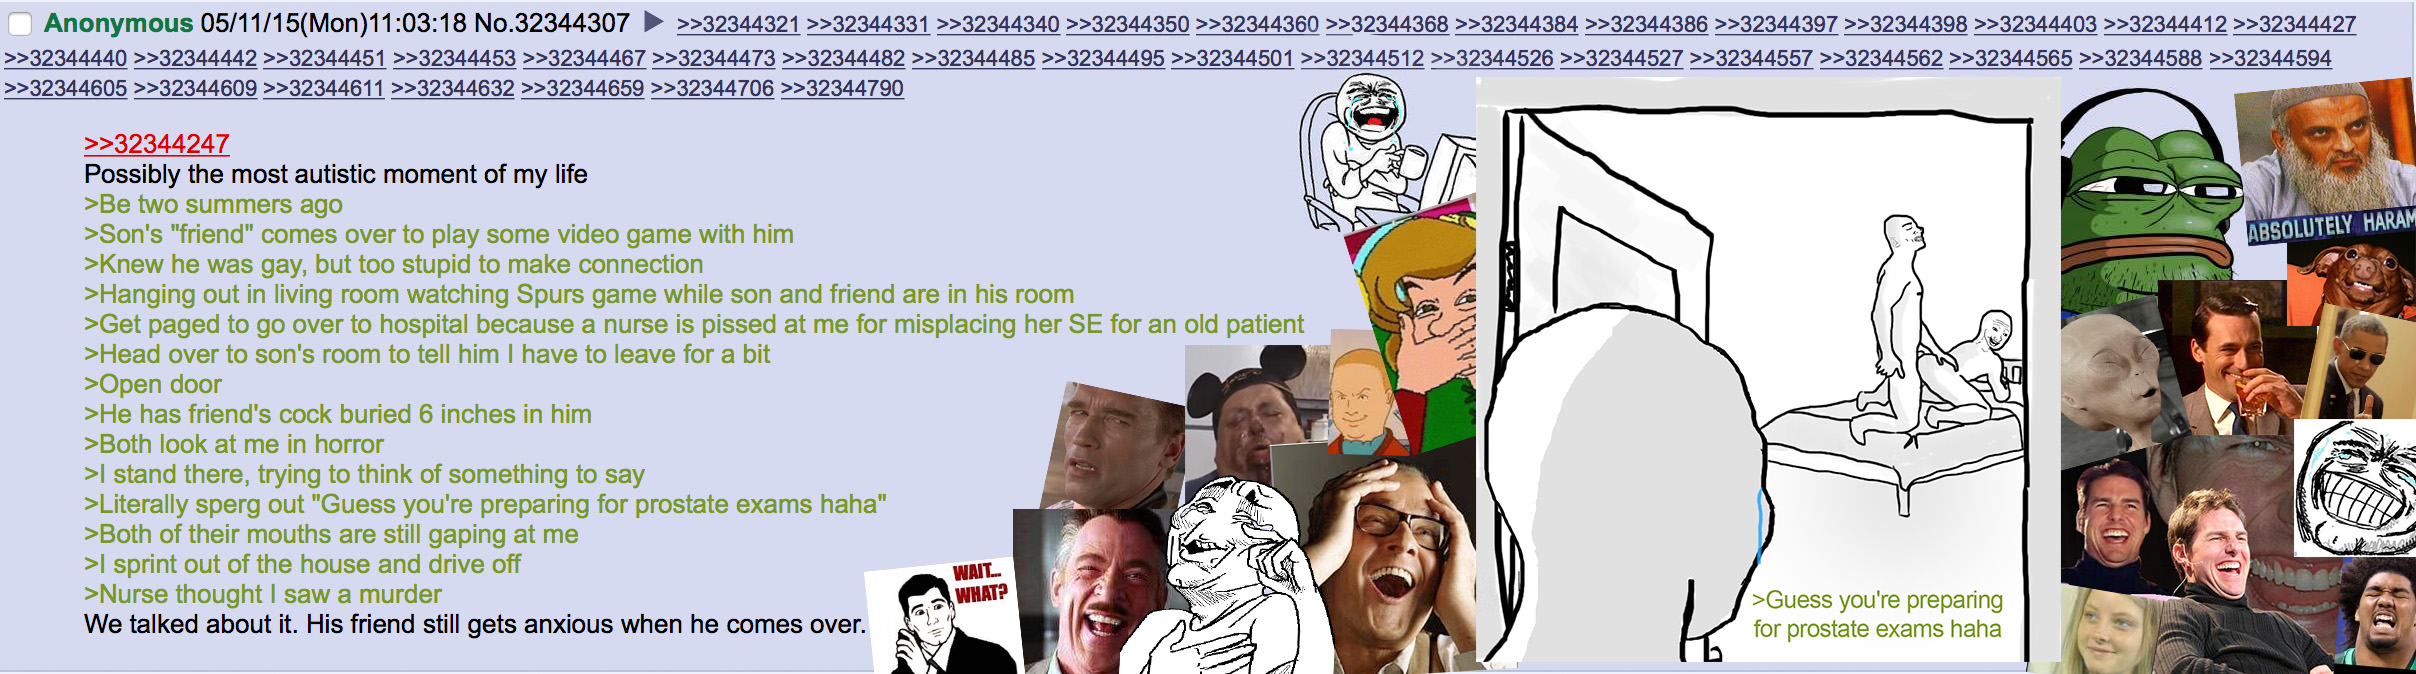 Anonymous 05/11/15(Mon)11:03:18 No.32344307 ▶ >>32344321 >>32344331 >>32344340 >>32344350 >>32344360 >>32344368 >>32344384 >>32344386 >>32344397 >>32344398 >>32344403 >>32344412 >>32344427
>>32344440 >>32344442 >>32344451 >>32344453 >>32344467 >>32344473 >>32344482 >>32344485 >>32344495 >>32344501 >>32344512 >>32344526 >>32344527 >>32344557 >>32344562 >>32344565 >>32344588 >>32344594
>>32344605 >>32344609 >>32344611 >>32344632 >>32344659 >>32344706 >>32344790
>>32344247
Possibly the most autistic moment of my life
>Be two summers ago
>Son's "friend" comes over to play some video game with him
>Knew he was gay, but too stupid to make connection
>Hanging out in living room watching Spurs game while son and friend are in his room
>Get paged to go over to hospital because a nurse is pissed at me for misplacing her SE for an old patient
>Head over to son's room to tell him I have to leave for a bit
>Open door
>He has friend's cock buried 6 inches in him
>Both look at me in horror
>I stand there, trying to think of something to say
>Literally sperg out "Guess you're preparing for prostate exams haha"
>Both of their mouths are still gaping at me
>I sprint out of the house and drive off
>Nurse thought I saw a murder
We talked about it. His friend still gets anxious when he comes over.
WAIT...
WHAT?
>Guess you're preparing
for prostate exams haha
ABSOLUTELY HARAM